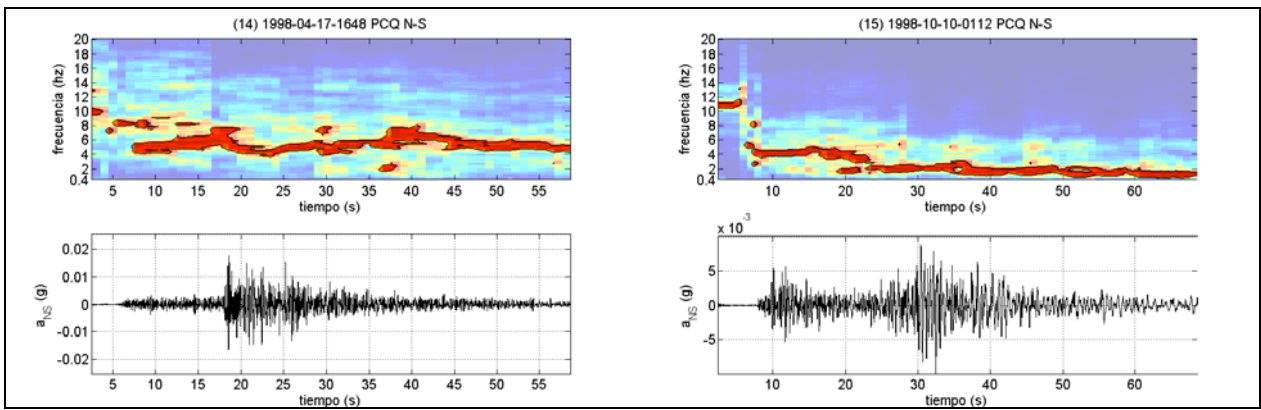 (14) 1998-04-17-1648 PCQ N-S
frecuencia (hz)
20
18
16
14
12
10
8
6
4
2
0.4
5 10 15 20 25 30 35 40 45 50 55
tiempo (s)
a_NS (g)
0.02
0.01
0
-0.01
-0.02
5 10 15 20 25 30 35 40 45 50 55
tiempo (s)
(15) 1998-10-10-0112 PCQ N-S
frecuencia (hz)
20
18
16
14
12
10
8
6
4
2
0.4
10 20 30 40 50 60
tiempo (s)
x 10^-3
a_NS (g)
5
0
-5
10 20 30 40 50 60
tiempo (s)